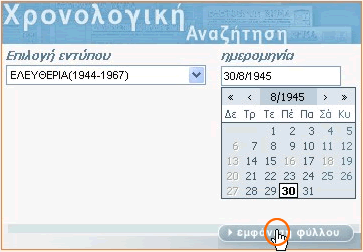 Χρονολογική
Αναζήτηση
Επιλογή εντύπου
ημερομηνία
ΕΛΕΥΘΕΡΙΑ(1944-1967)
30/8/1945
« ‹ 8/1945 › »
Δε Τρ Τε Πε Πα Σά Κυ
1 2 3 4 5
6 7 8 9 10 11 12
13 14 15 16 17 18 19
20 21 22 23 24 25 26
27 28 29 30 31
φύλλου